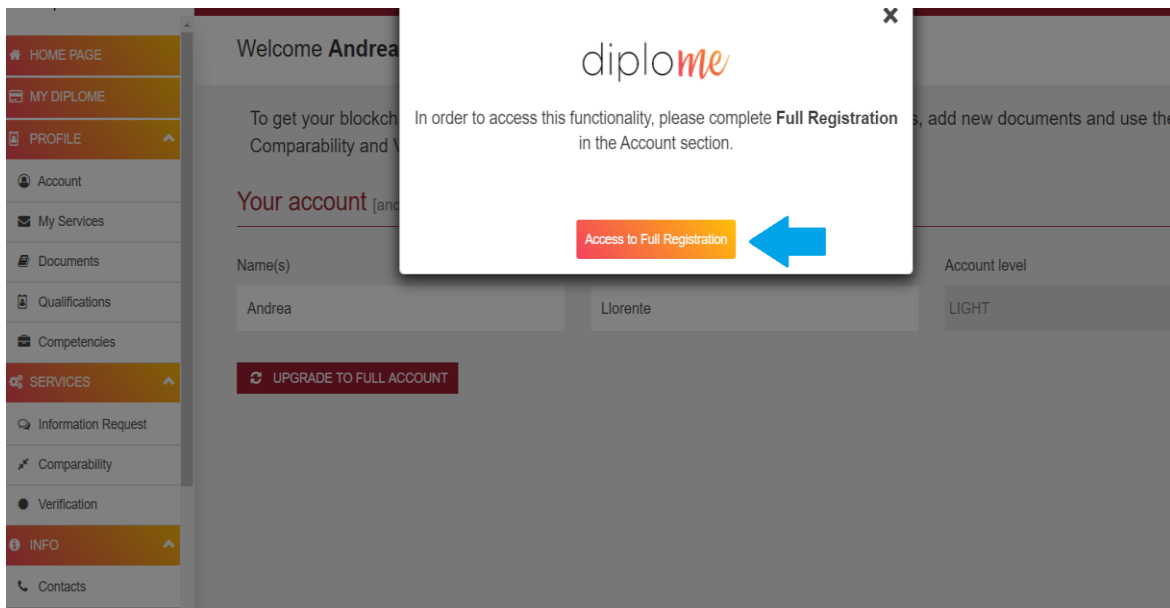 HOME PAGE
MY DIPLOME
PROFILE
Account
My Services
Documents
Qualifications
Competencies
SERVICES
Information Request
Comparability
Verification
INFO
Contacts
Welcome Andrea
To get your blockch
s, add new documents and use the
Comparability and V
Your account [and
Name(s)
Account level
Andrea
Llorente
LIGHT
UPGRADE TO FULL ACCOUNT
x
diplome
In order to access this functionality, please complete Full Registration
in the Account section.
Access to Full Registration